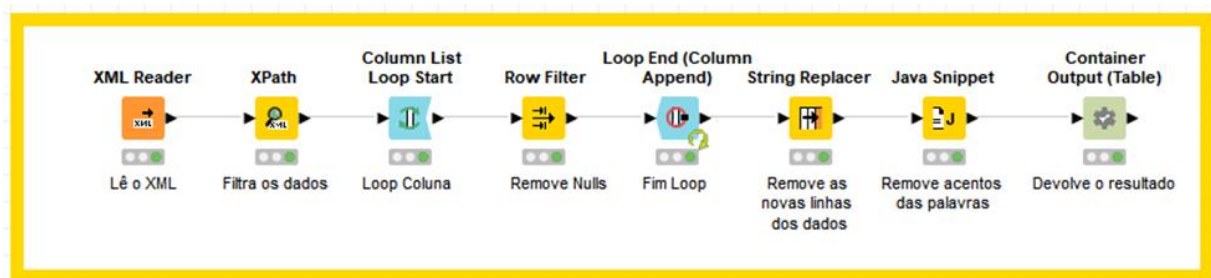 XML Reader
XPath
Column List
Loop Start
Row Filter
Loop End (Column
Append)
String Replacer
Java Snippet
Container
Output (Table)
XML
XML
J
Lê o XML
Filtra os dados
Loop Coluna
Remove Nulls
Fim Loop
Remove as
novas linhas
dos dados
Remove acentos
das palavras
Devolve o resultado